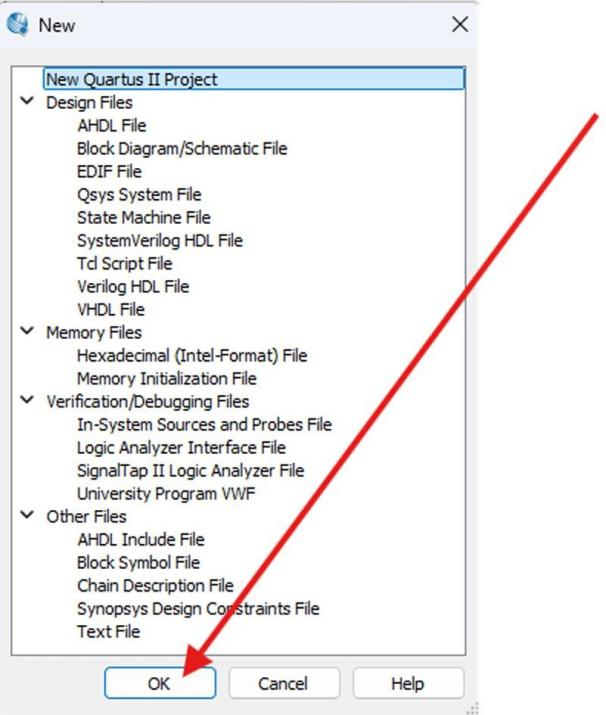 New
New Quartus II Project
Design Files
AHDL File
Block Diagram/Schematic File
EDIF File
Qsys System File
State Machine File
SystemVerilog HDL File
Tcl Script File
Verilog HDL File
VHDL File
Memory Files
Hexadecimal (Intel-Format) File
Memory Initialization File
Verification/Debugging Files
In-System Sources and Probes File
Logic Analyzer Interface File
SignalTap II Logic Analyzer File
University Program VWF
Other Files
AHDL Include File
Block Symbol File
Chain Description File
Synopsys Design Constraints File
Text File
OK Cancel Help